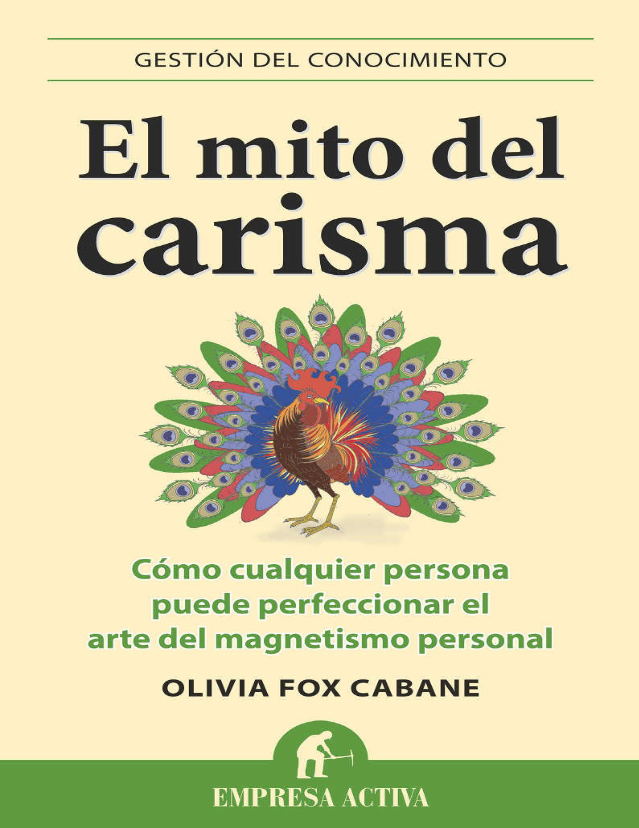 GESTIÓN DEL CONOCIMIENTO
El mito del
carisma
Cómo cualquier persona
puede perfeccionar el
arte del magnetismo personal
OLIVIA FOX CABANE
EMPRESA ACTIVA